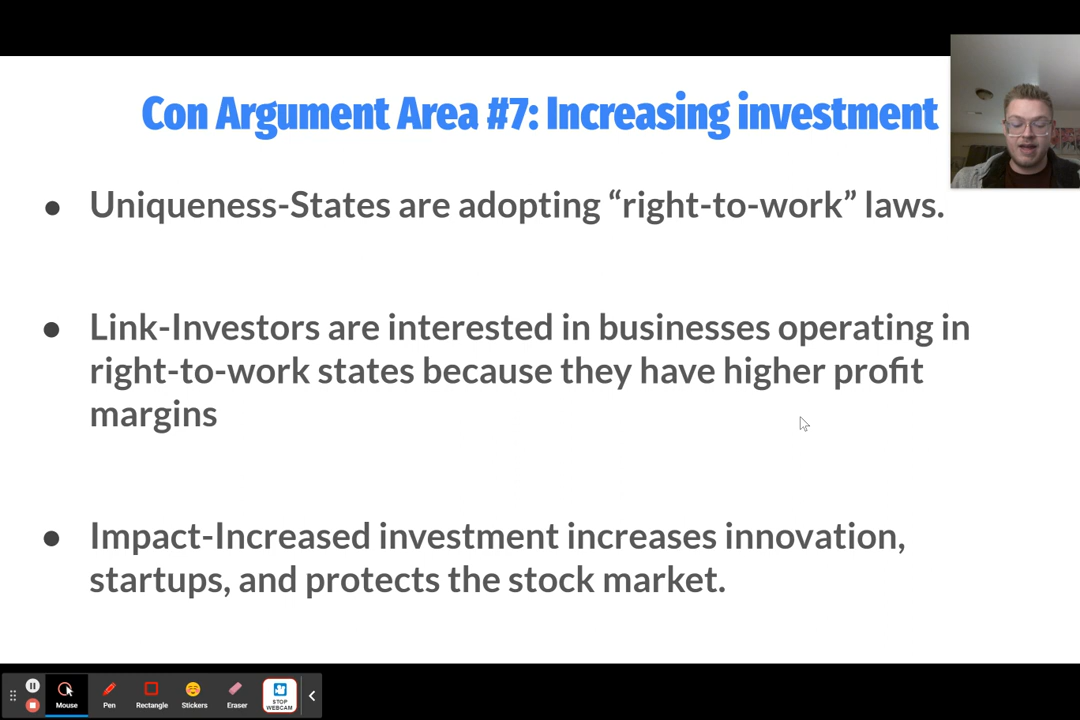 Con Argument Area #7: Increasing investment
● Uniqueness-States are adopting “right-to-work” laws.
● Link-Investors are interested in businesses operating in
right-to-work states because they have higher profit
margins
● Impact-Increased investment increases innovation,
startups, and protects the stock market.
Mouse
Pen
Rectangle
Stickers
Eraser
STOP
WEBCAM